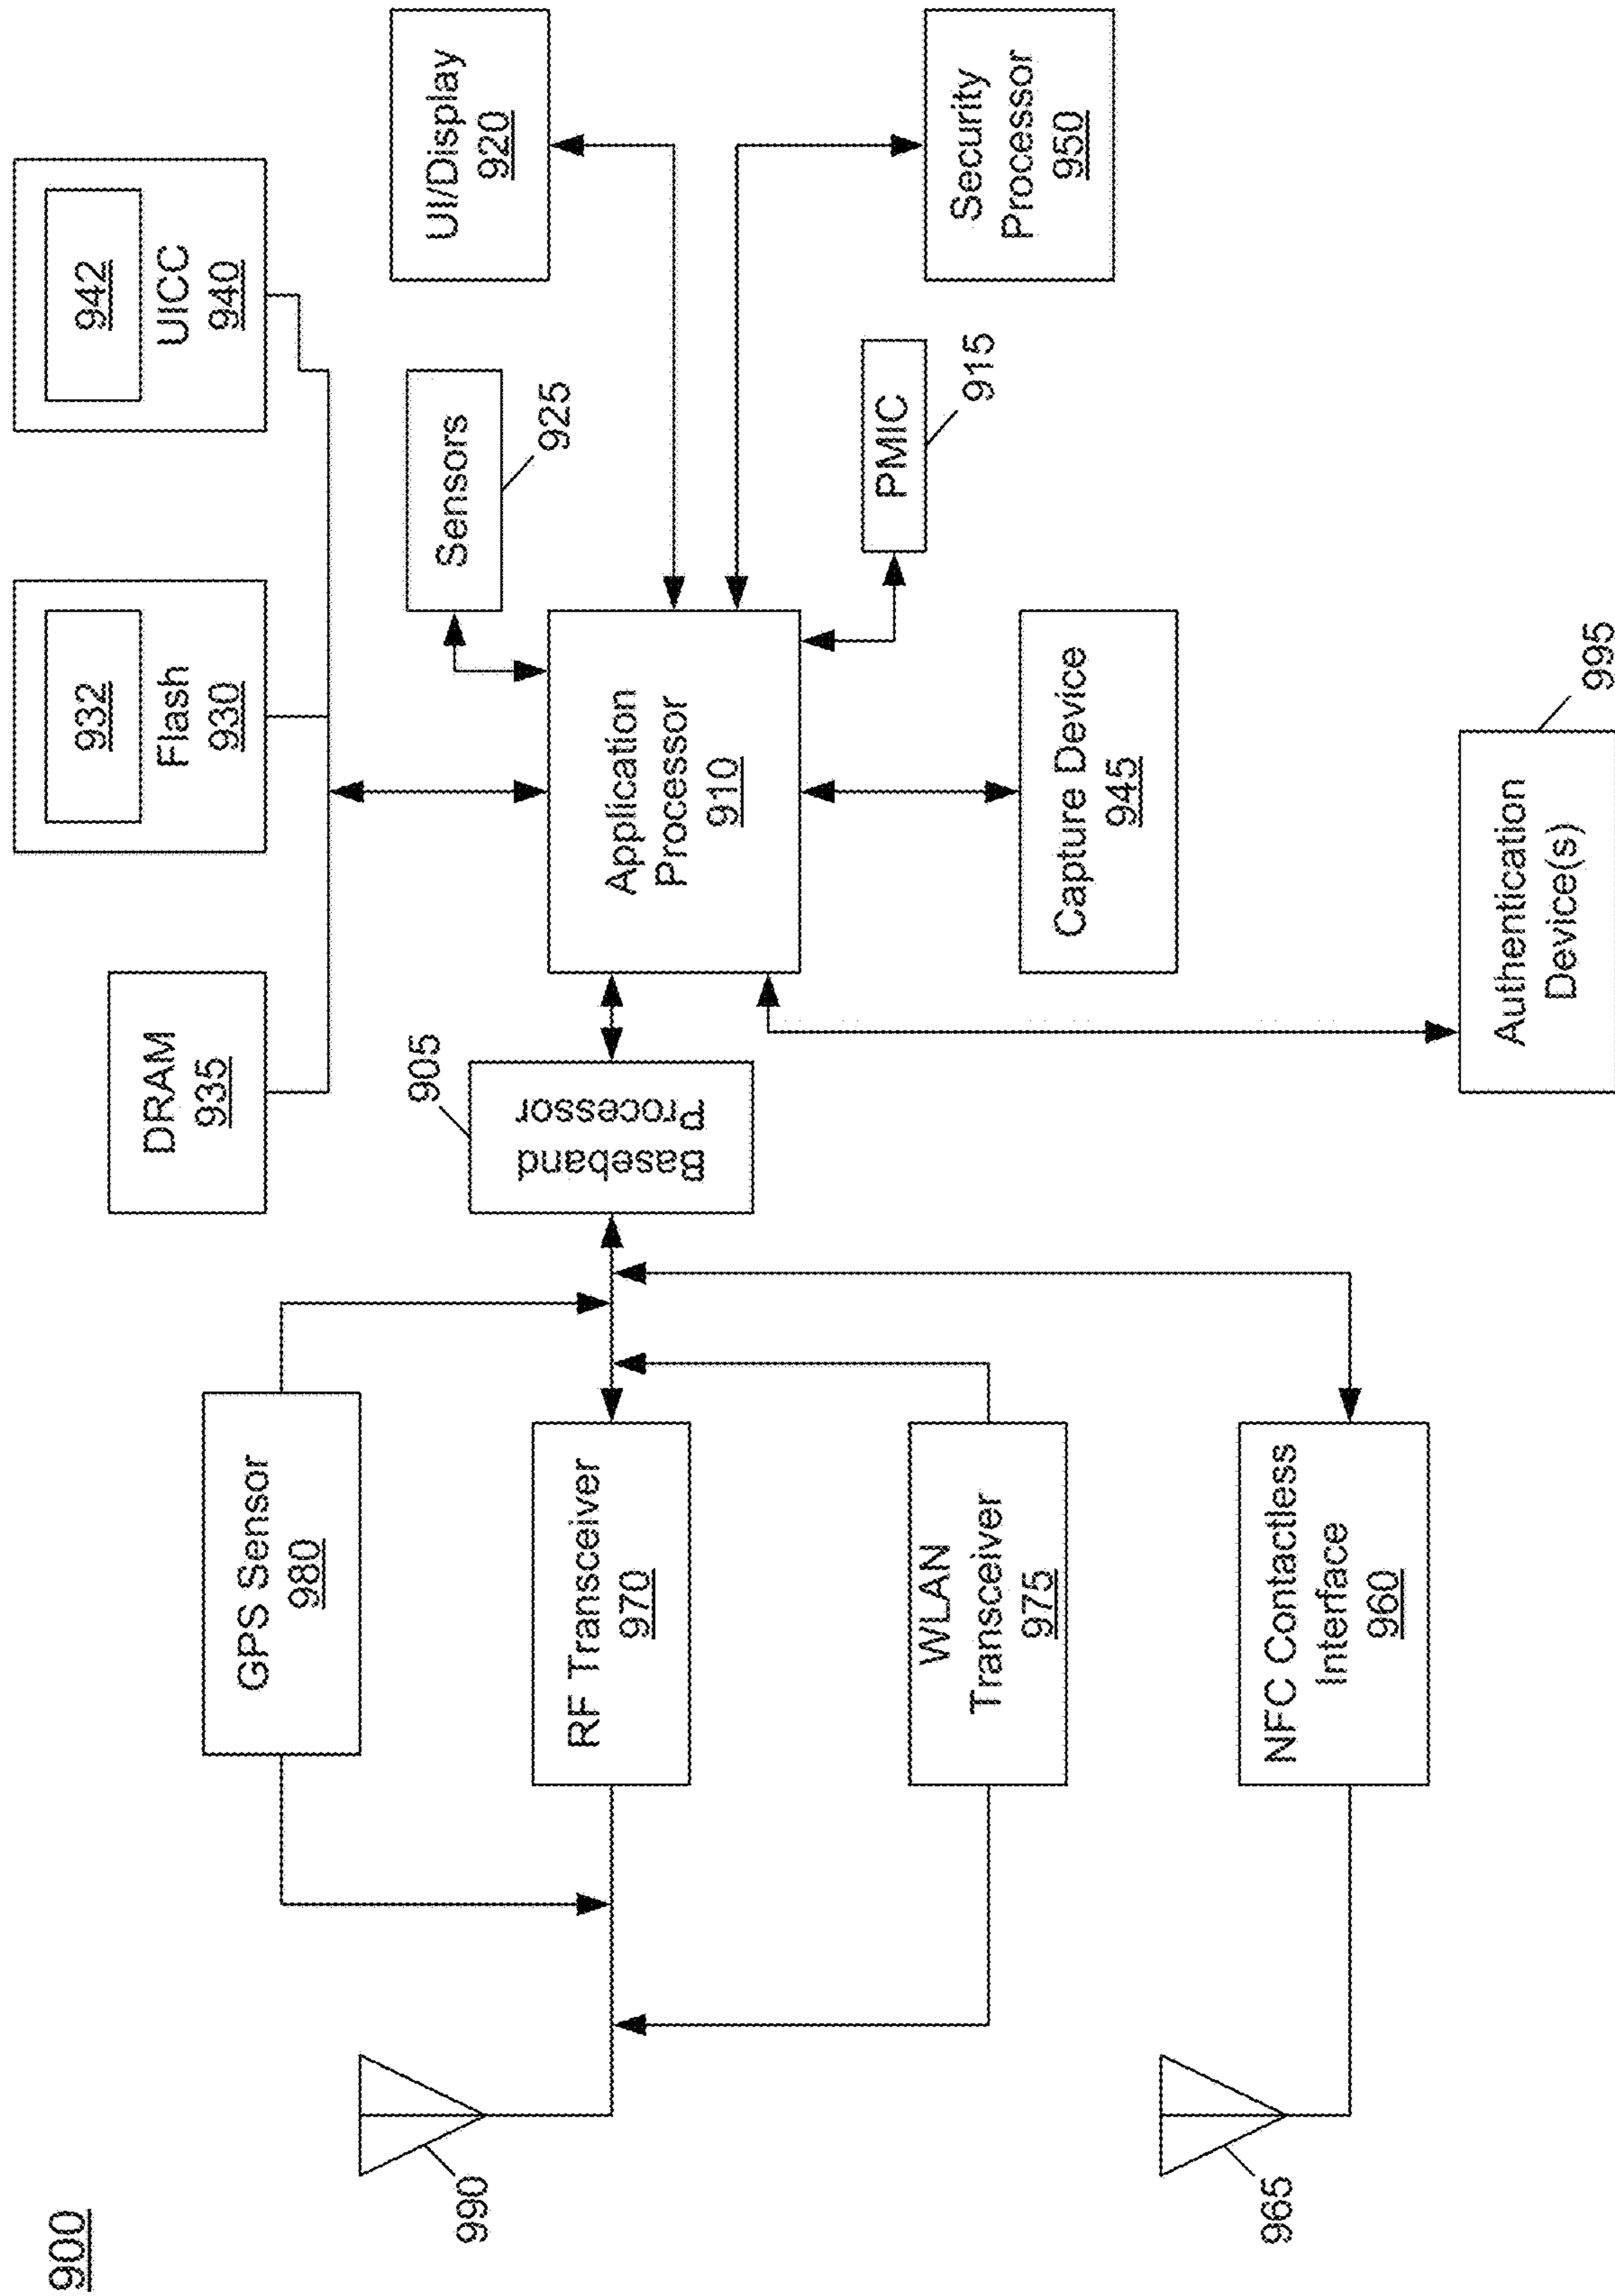 900
DRAM
935
932
Flash
930
942
UICC
940
GPS Sensor
980
990
905
Baseband
Processor
Sensors
925
UI/Display
920
RF Transceiver
970
Application
Processor
910
WLAN
Transceiver
975
PMIC
915
Security
Processor
950
Capture Device
945
965
NFC Contactless
Interface
960
Authentication
Device(s)
995